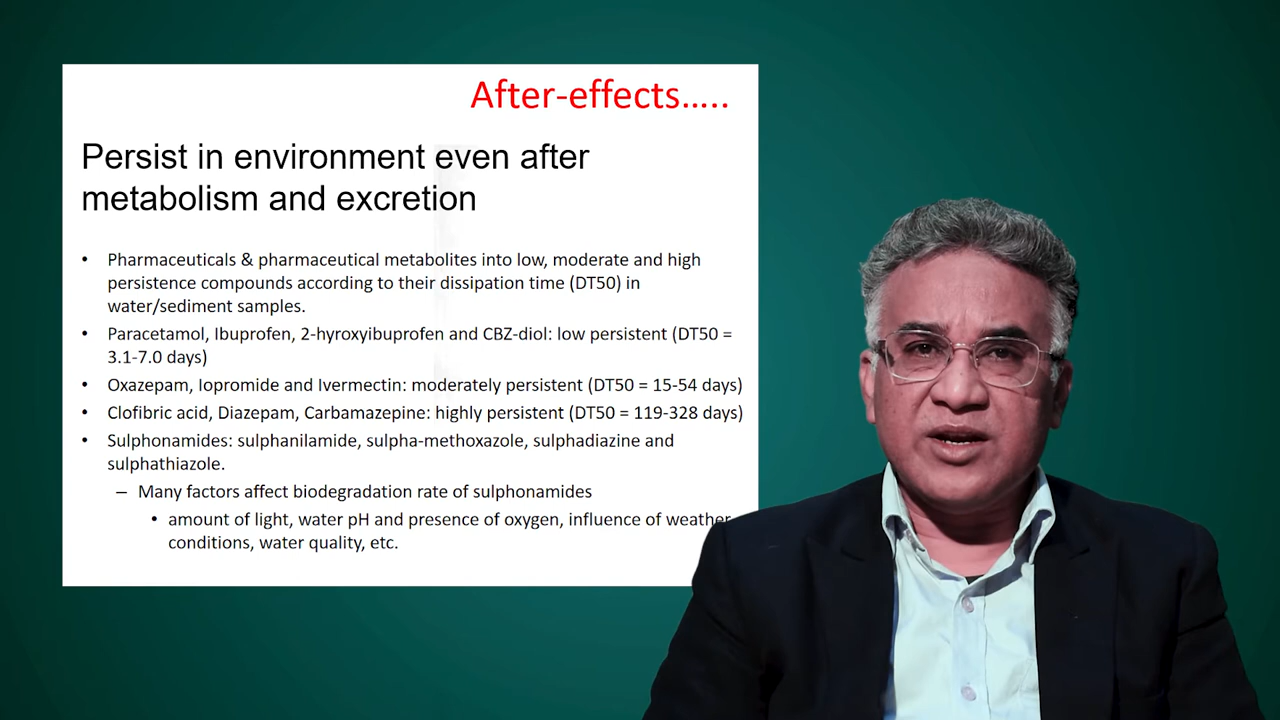 After-effects.....
Persist in environment even after
metabolism and excretion
• Pharmaceuticals & pharmaceutical metabolites into low, moderate and high
persistence compounds according to their dissipation time (DT50) in
water/sediment samples.
• Paracetamol, Ibuprofen, 2-hyroxyibuprofen and CBZ-diol: low persistent (DT50 =
3.1-7.0 days)
• Oxazepam, Iopromide and Ivermectin: moderately persistent (DT50 = 15-54 days)
• Clofibric acid, Diazepam, Carbamazepine: highly persistent (DT50 = 119-328 days)
• Sulphonamides: sulphanilamide, sulpha-methoxazole, sulphadiazine and
sulphathiazole.
– Many factors affect biodegradation rate of sulphonamides
• amount of light, water pH and presence of oxygen, influence of weather
conditions, water quality, etc.